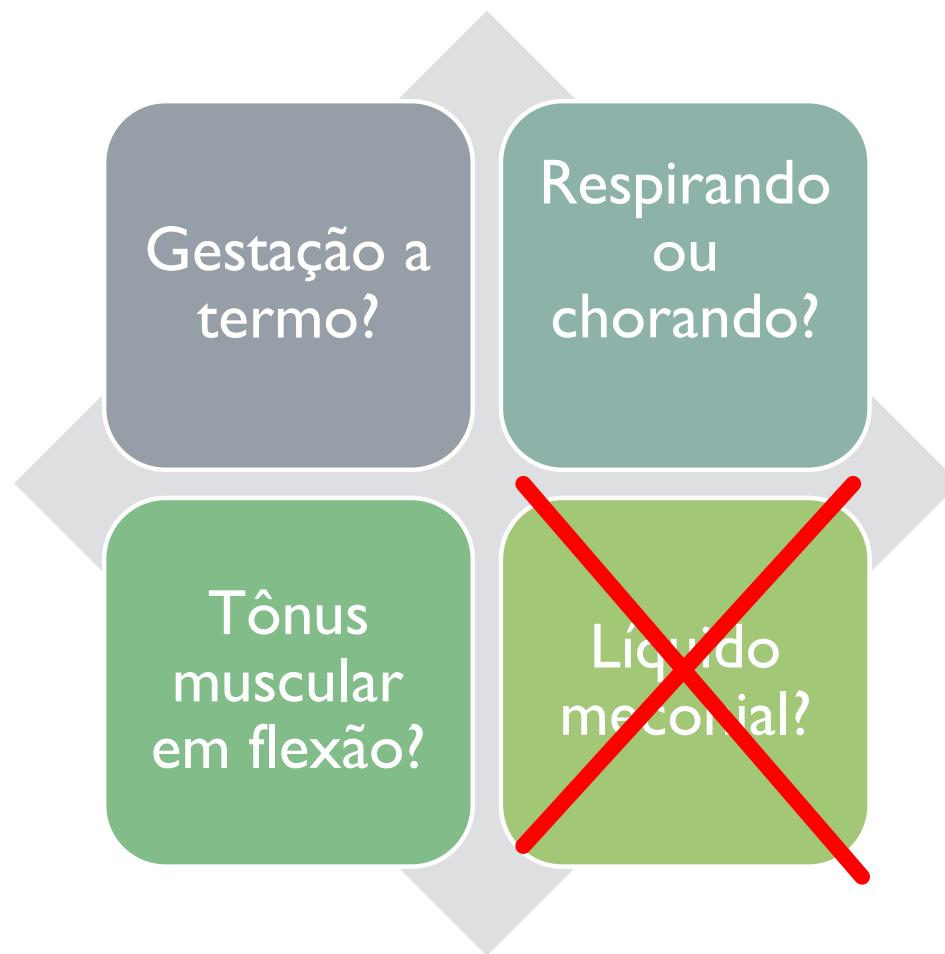 Gestação a
termo?
Respirando
ou
chorando?
Tônus
muscular
em flexão?
Líquido
meconial?